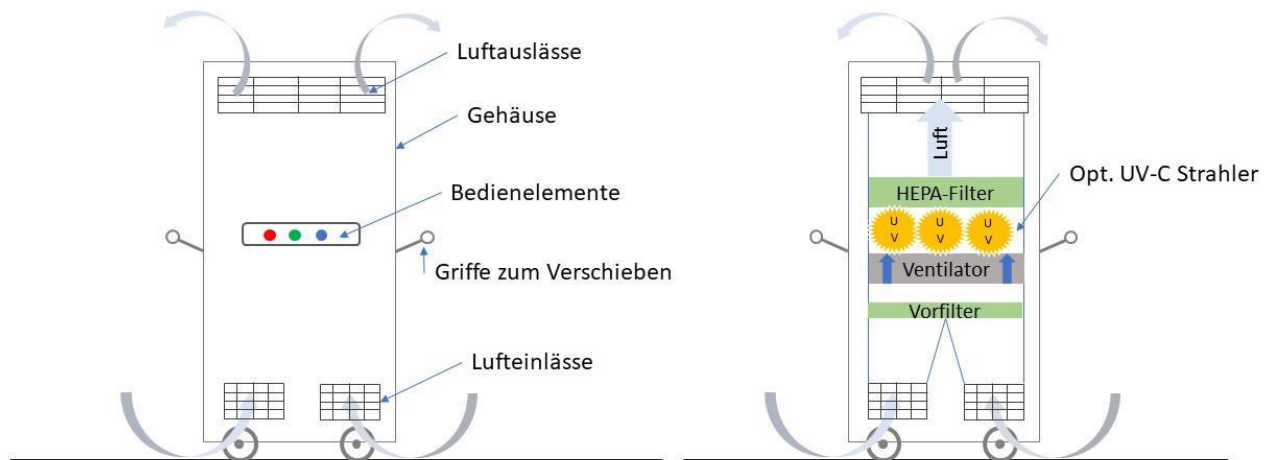 Luftauslässe
Gehäuse
Bedienelemente
Griffe zum Verschieben
Lufteinlässe
Luft
HEPA-Filter
Opt. UV-C Strahler
U V
U V
U V
Ventilator
Vorfilter